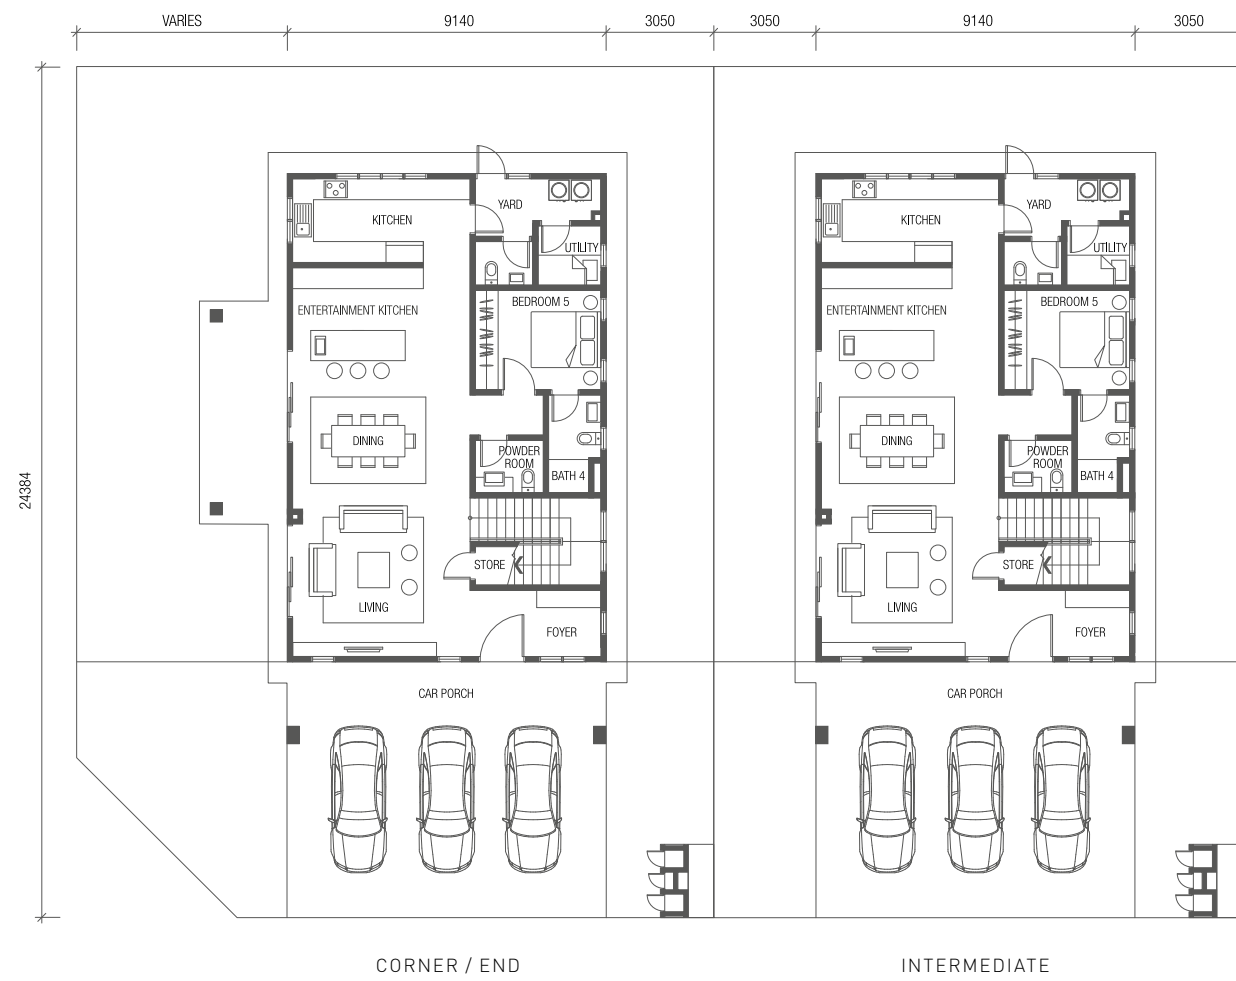 VARIES
9140
3050
3050
9140
3050
24384
YARD
KITCHEN
UTILITY
BEDROOM 5
ENTERTAINMENT KITCHEN
DINING
POWDER
ROOM
BATH 4
STORE
LIVING
FOYER
CAR PORCH
YARD
KITCHEN
UTILITY
BEDROOM 5
ENTERTAINMENT KITCHEN
DINING
POWDER
ROOM
BATH 4
STORE
LIVING
FOYER
CAR PORCH
CORNER / END
INTERMEDIATE